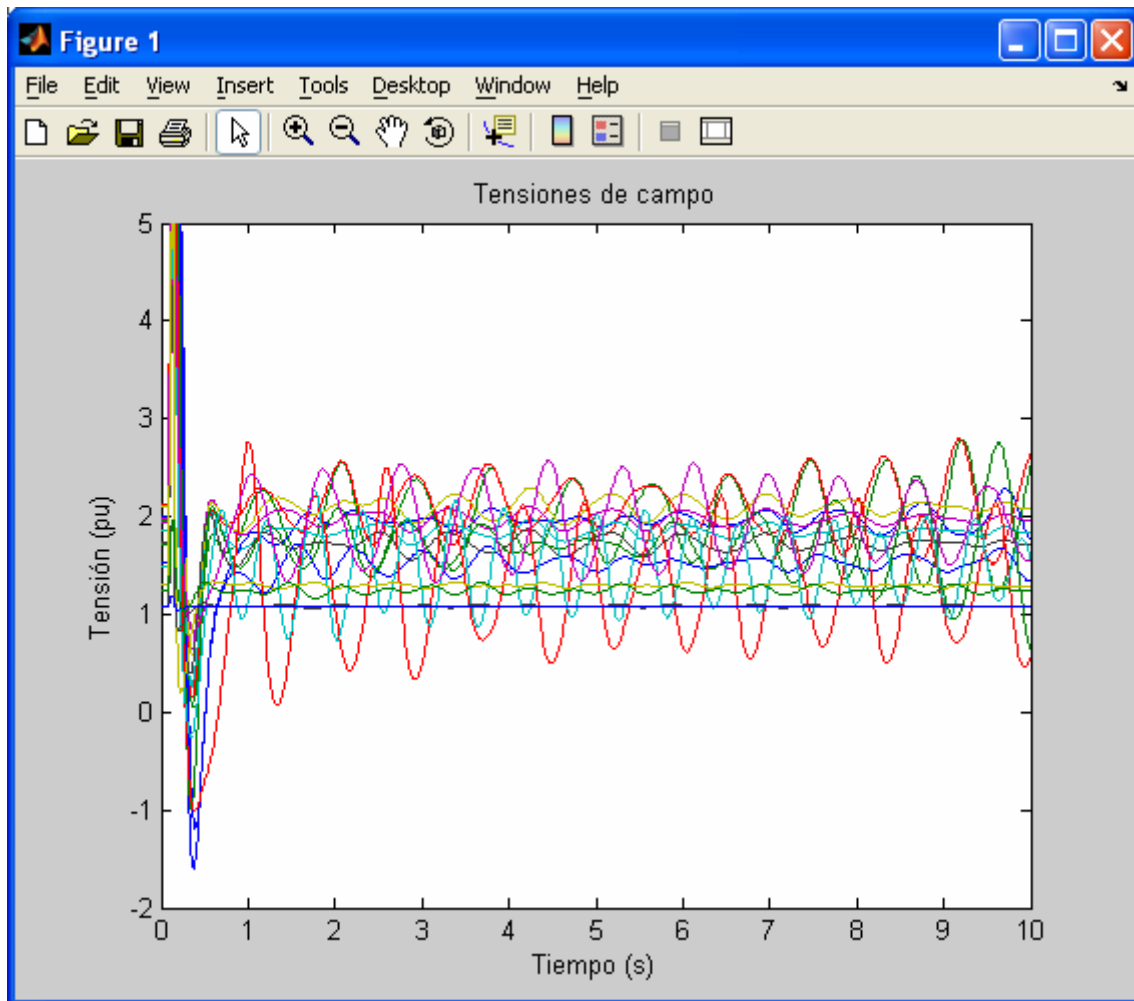 Figure 1
File Edit View Insert Tools Desktop Window Help
Tensiones de campo
5
4
3
2
1
0
-1
-2
Tensión (pu)
0 1 2 3 4 5 6 7 8 9 10
Tiempo (s)